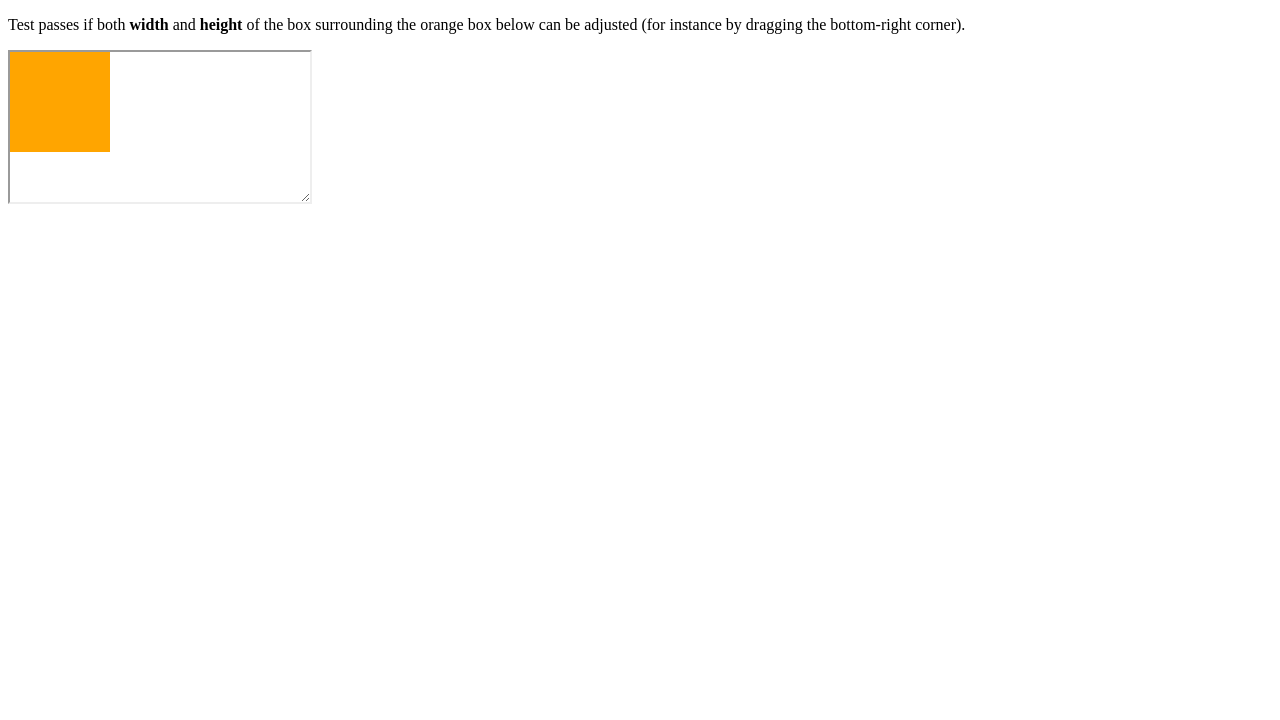 Test passes if both width and height of the box surrounding the orange box below can be adjusted (for instance by dragging the bottom-right corner).